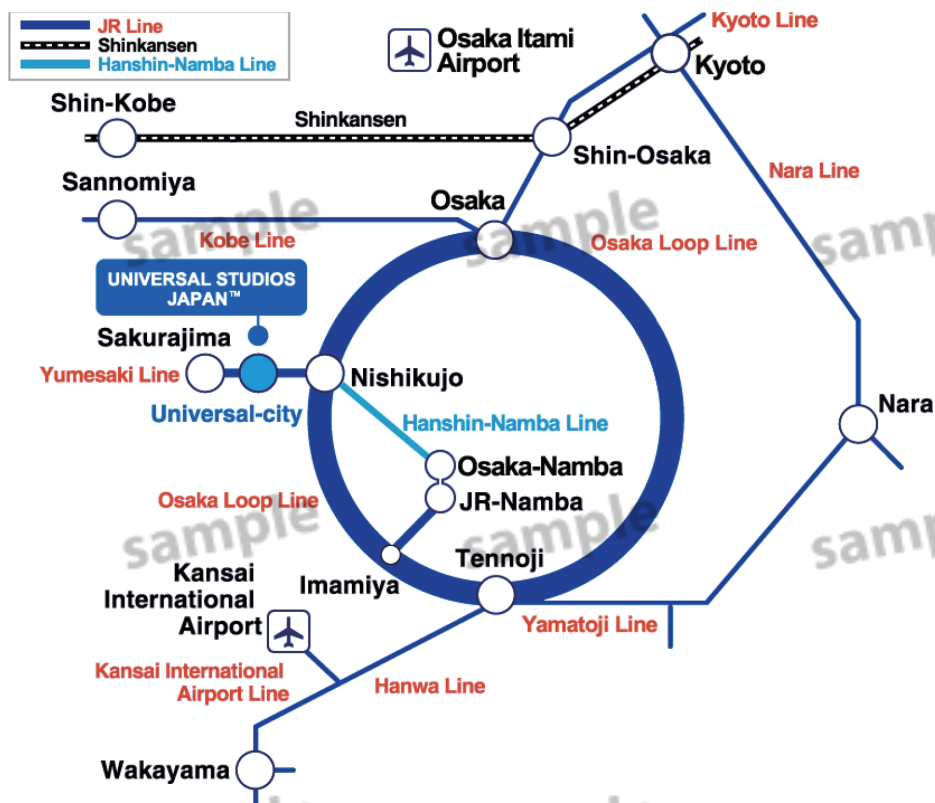 JR Line
Shinkansen
Hanshin-Namba Line
Kyoto Line
Osaka Itami
Airport
Kyoto
Shin-Kobe
Shinkansen
Shin-Osaka
Nara Line
Sannomiya
Osaka
sample
sample
sample
Kobe Line
Osaka Loop Line
UNIVERSAL STUDIOS
JAPAN™
Sakurajima
Yumesaki Line
Nishikujo
Universal-city
Nara
Hanshin-Namba Line
Osaka-Namba
Osaka Loop Line
JR-Namba
sample
sample
sample
Tennoji
Imamiya
Kansai
International
Airport
Yamatoji Line
Kansai International
Airport Line
Hanwa Line
Wakayama